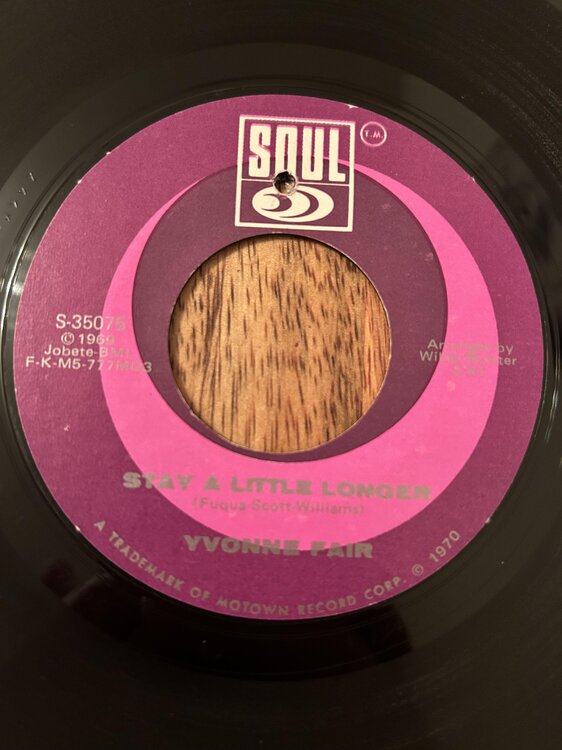 SOUL
T.M.
S-35075
© 1969
Jobete-BMI
Arranged by
STAY A LITTLE LONGER
(Fuqua-Scott-Williams)
YVONNE FAIR
A TRADEMARK OF MOTOWN RECORD CORP. © 1970